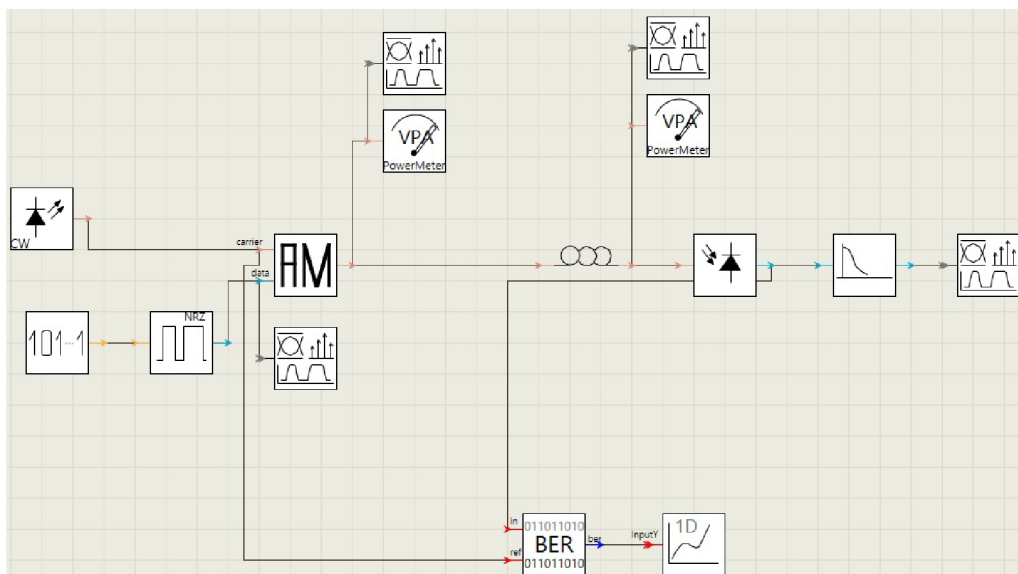 VPA
PowerMeter
VPA
PowerMeter
CW
carrier
data
AM
101...1
NRZ
in
ref
011011010
BER
011011010
ber
InputY
1D